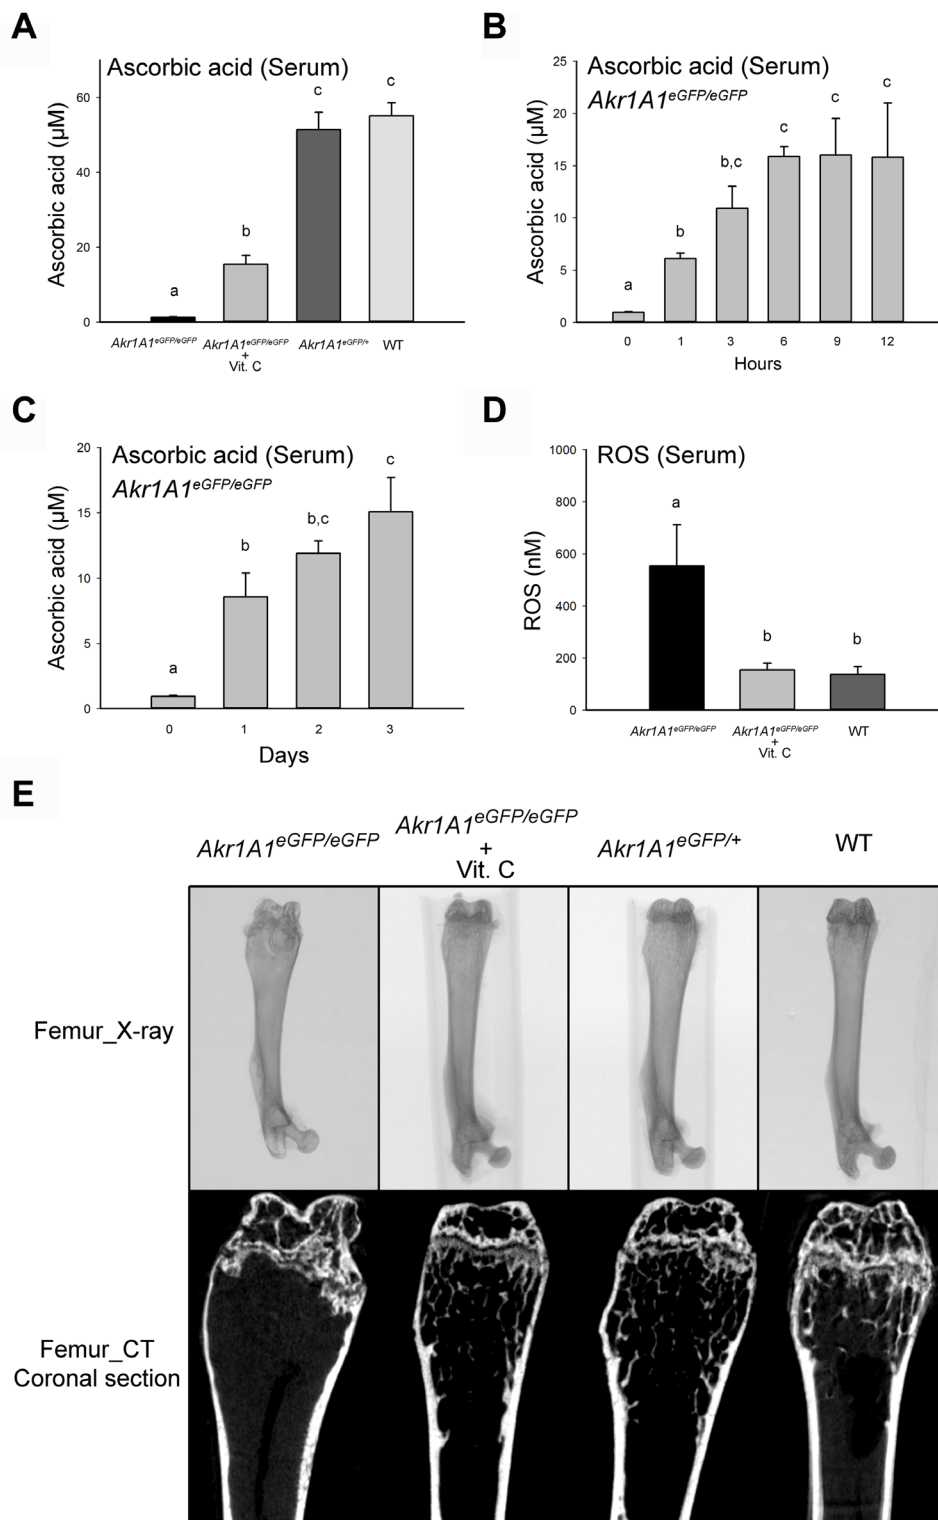 A
Ascorbic acid (Serum)
Ascorbic acid (µM)
60
40
20
0
a
b
c
c
Akr1A1eGFP/eGFP
Akr1A1eGFP/eGFP
+
Vit. C
Akr1A1eGFP/+
WT
B
Ascorbic acid (Serum)
Akr1A1eGFP/eGFP
Ascorbic acid (µM)
25
20
15
10
5
0
a
b
b,c
c
c
c
0 1 3 6 9 12
Hours
C
Ascorbic acid (Serum)
Akr1A1eGFP/eGFP
Ascorbic acid (µM)
20
15
10
5
0
a
b
b,c
c
0 1 2 3
Days
D
ROS (Serum)
ROS (nM)
1000
800
600
400
200
0
a
b
b
Akr1A1eGFP/eGFP
Akr1A1eGFP/eGFP
+
Vit. C
WT
E
Akr1A1eGFP/eGFP
Akr1A1eGFP/eGFP
+
Vit. C
Akr1A1eGFP/+
WT
Femur_X-ray
Femur_CT
Coronal section